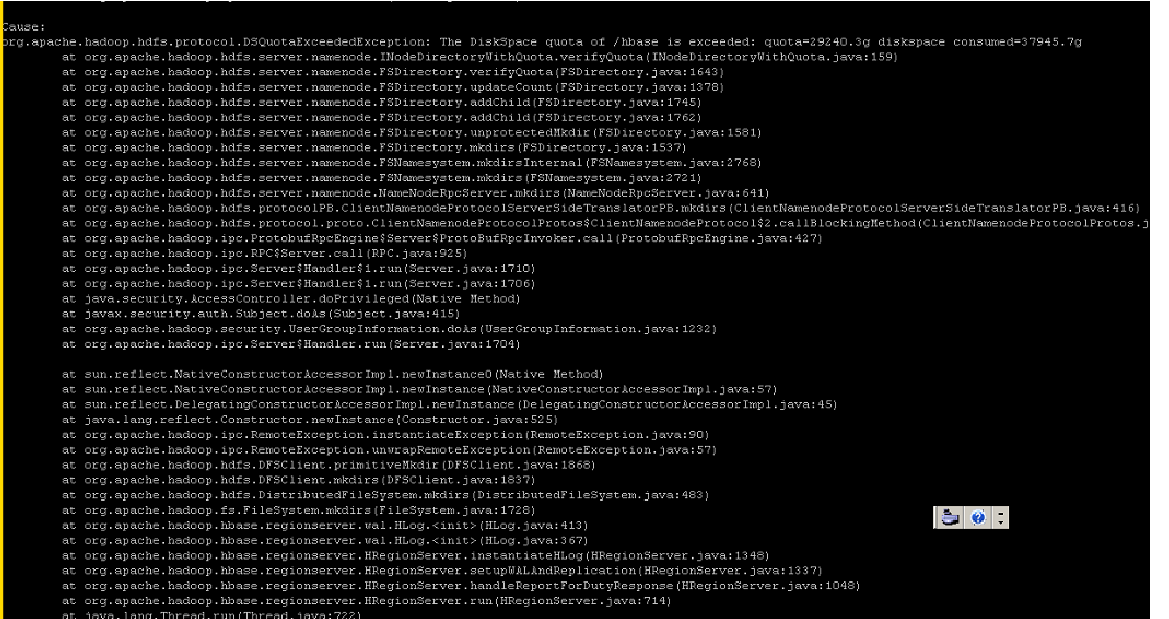 Cause:
org.apache.hadoop.hdfs.protocol.DSQuotaExceededException: The DiskSpace quota of /hbase is exceeded: quota=29240.3g diskspace consumed=37945.7g
at org.apache.hadoop.hdfs.server.namenode.INodeDirectoryWithQuota.verifyQuota(INodeDirectoryWithQuota.java:159)
at org.apache.hadoop.hdfs.server.namenode.FSDirectory.verifyQuota(FSDirectory.java:1643)
at org.apache.hadoop.hdfs.server.namenode.FSDirectory.updateCount(FSDirectory.java:1378)
at org.apache.hadoop.hdfs.server.namenode.FSDirectory.addChild(FSDirectory.java:1745)
at org.apache.hadoop.hdfs.server.namenode.FSDirectory.addChild(FSDirectory.java:1762)
at org.apache.hadoop.hdfs.server.namenode.FSDirectory.unprotectedMkdir(FSDirectory.java:1581)
at org.apache.hadoop.hdfs.server.namenode.FSDirectory.mkdirs(FSDirectory.java:1537)
at org.apache.hadoop.hdfs.server.namenode.FSNamesystem.mkdirsInternal(FSNamesystem.java:2768)
at org.apache.hadoop.hdfs.server.namenode.FSNamesystem.mkdirs(FSNamesystem.java:2721)
at org.apache.hadoop.hdfs.server.namenode.NameNodeRpcServer.mkdirs(NameNodeRpcServer.java:641)
at org.apache.hadoop.hdfs.protocolPB.ClientNamenodeProtocolServerSideTranslatorPB.mkdirs(ClientNamenodeProtocolServerSideTranslatorPB.java:416)
at org.apache.hadoop.hdfs.protocol.proto.ClientNamenodeProtocolProtos$ClientNamenodeProtocol$2.callBlockingMethod(ClientNamenodeProtocolProtos.j
at org.apache.hadoop.ipc.ProtobufRpcEngine$Server$ProtoBufRpcInvoker.call(ProtobufRpcEngine.java:427)
at org.apache.hadoop.ipc.RPC$Server.call(RPC.java:925)
at org.apache.hadoop.ipc.Server$Handler$1.run(Server.java:1710)
at org.apache.hadoop.ipc.Server$Handler$1.run(Server.java:1706)
at java.security.AccessController.doPrivileged(Native Method)
at javax.security.auth.Subject.doAs(Subject.java:415)
at org.apache.hadoop.security.UserGroupInformation.doAs(UserGroupInformation.java:1232)
at org.apache.hadoop.ipc.Server$Handler.run(Server.java:1704)
at sun.reflect.NativeConstructorAccessorImpl.newInstance0(Native Method)
at sun.reflect.NativeConstructorAccessorImpl.newInstance(NativeConstructorAccessorImpl.java:57)
at sun.reflect.DelegatingConstructorAccessorImpl.newInstance(DelegatingConstructorAccessorImpl.java:45)
at java.lang.reflect.Constructor.newInstance(Constructor.java:525)
at org.apache.hadoop.ipc.RemoteException.instantiateException(RemoteException.java:90)
at org.apache.hadoop.ipc.RemoteException.unwrapRemoteException(RemoteException.java:57)
at org.apache.hadoop.hdfs.DFSClient.primitiveMkdir(DFSClient.java:1868)
at org.apache.hadoop.hdfs.DFSClient.mkdirs(DFSClient.java:1837)
at org.apache.hadoop.hdfs.DistributedFileSystem.mkdirs(DistributedFileSystem.java:483)
at org.apache.hadoop.fs.FileSystem.mkdirs(FileSystem.java:1728)
at org.apache.hadoop.hbase.regionserver.wal.HLog.<init>(HLog.java:413)
at org.apache.hadoop.hbase.regionserver.wal.HLog.<init>(HLog.java:367)
at org.apache.hadoop.hbase.regionserver.HRegionServer.instantiateHLog(HRegionServer.java:1348)
at org.apache.hadoop.hbase.regionserver.HRegionServer.setupWALAndReplication(HRegionServer.java:1337)
at org.apache.hadoop.hbase.regionserver.HRegionServer.handleReportForDutyResponse(HRegionServer.java:1048)
at org.apache.hadoop.hbase.regionserver.HRegionServer.run(HRegionServer.java:714)
at java.lang.Thread.run(Thread.java:722)